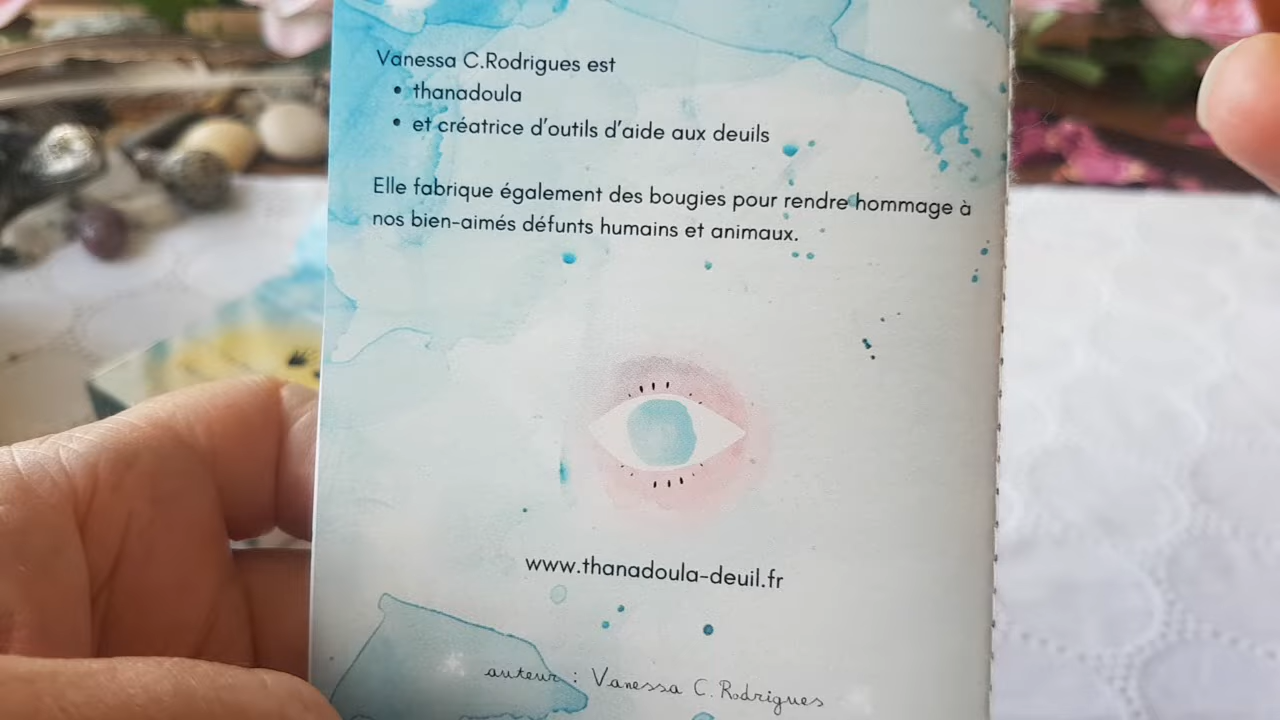 Vanessa C.Rodrigues est
• thanadoula
• et créatrice d'outils d'aide aux deuils
Elle fabrique également des bougies pour rendre hommage à
nos bien-aimés défunts humains et animaux.
www.thanadoula-deuil.fr
auteur : Vanessa C.Rodrigues